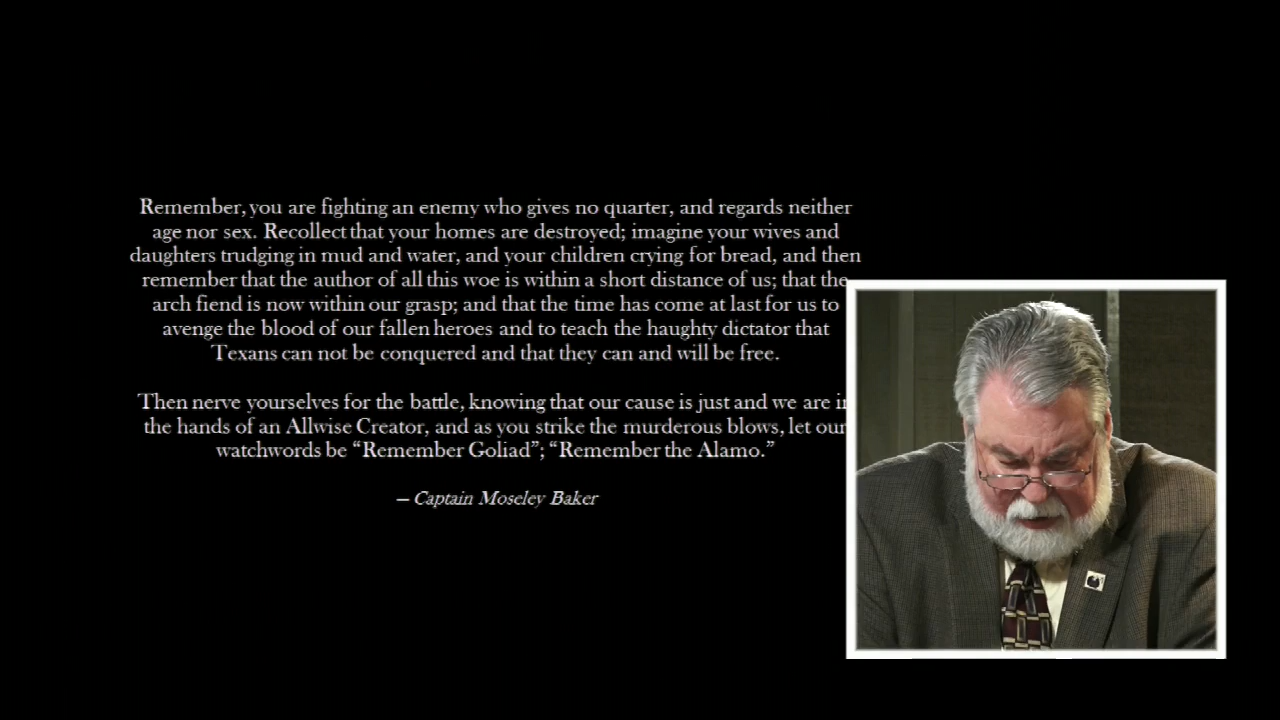 Remember, you are fighting an enemy who gives no quarter, and regards neither
age nor sex. Recollect that your homes are destroyed; imagine your wives and
daughters trudging in mud and water, and your children crying for bread, and then
remember that the author of all this woe is within a short distance of us; that the
arch fiend is now within our grasp; and that the time has come at last for us to
avenge the blood of our fallen heroes and to teach the haughty dictator that
Texans can not be conquered and that they can and will be free.
Then nerve yourselves for the battle, knowing that our cause is just and we are in
the hands of an Allwise Creator, and as you strike the murderous blows, let our
watchwords be “Remember Goliad”; “Remember the Alamo.”
– Captain Moseley Baker